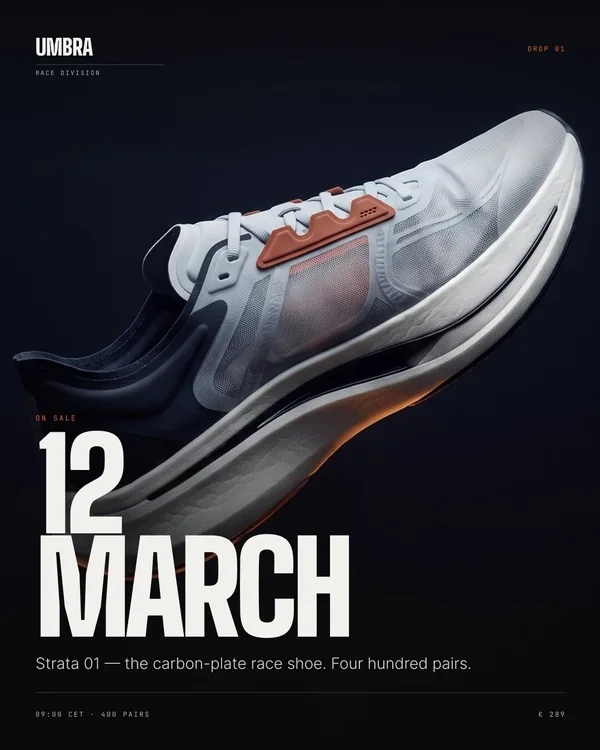 UMBRA
DROP 01
RACE DIVISION
ON SALE
12
MARCH
Strata 01 — the carbon-plate race shoe. Four hundred pairs.
09:00 CET · 400 PAIRS
€ 289